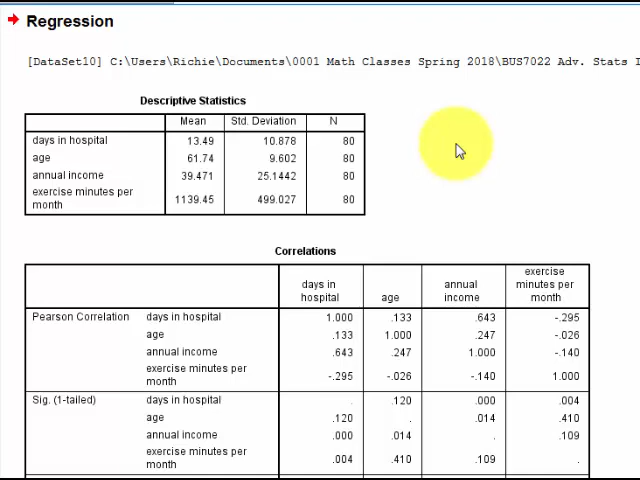 Regression
[DataSet10] C:\Users\Richie\Documents\0001 Math Classes Spring 2018\BUS7022 Adv. Stats
Descriptive Statistics
Mean Std. Deviation N
days in hospital 13.49 10.878 80
age 61.74 9.602 80
annual income 39.471 25.1442 80
exercise minutes per
month 1139.45 499.027 80
Correlations
days in
hospital age annual
income exercise
minutes per
month
Pearson Correlation days in hospital 1.000 .133 .643 -.295
age .133 1.000 .247 -.026
annual income .643 .247 1.000 -.140
exercise minutes per
month -.295 -.026 -.140 1.000
Sig. (1-tailed) days in hospital . .120 .000 .004
age .120 . .014 .410
annual income .000 .014 . .109
exercise minutes per
month .004 .410 .109 .